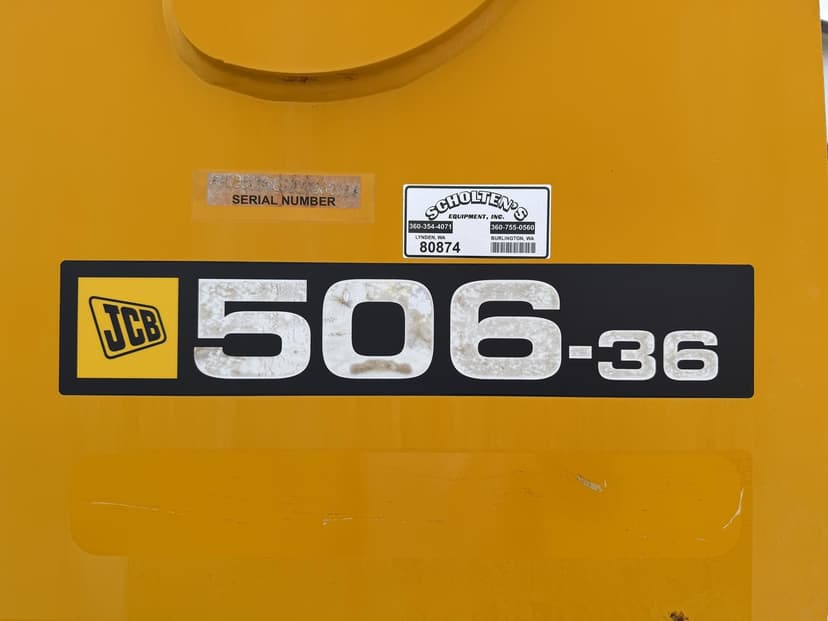 SERIAL NUMBER
SCHOLTEN'S
EQUIPMENT, INC.
360-354-4071 360-755-0560
LYNDEN, WA BURLINGTON, WA
80874
JCB 506-36